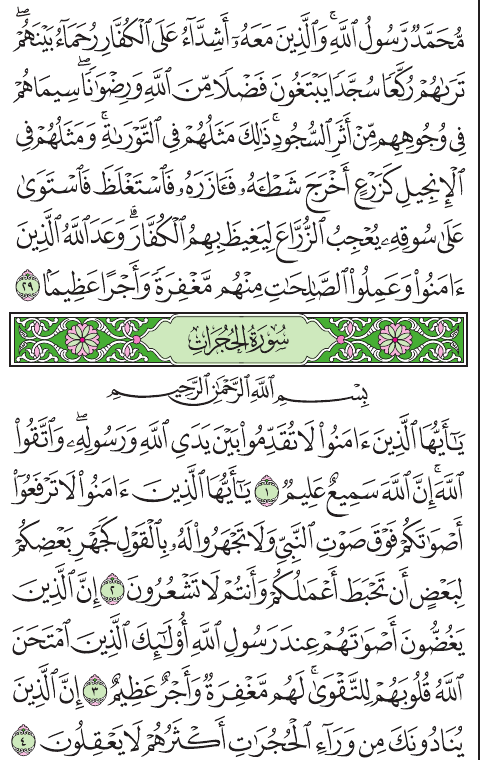 مُّحَمَّدٌ رَّسُولُ ٱللَّهِۚ وَٱلَّذِينَ مَعَهُۥٓ أَشِدَّآءُ عَلَى ٱلْكُفَّارِ رُحَمَآءُ بَيْنَهُمْۖ
تَرَىٰهُمْ رُكَّعًا سُجَّدًا يَبْتَغُونَ فَضْلًا مِّنَ ٱللَّهِ وَرِضْوَٰنًاۖ سِيمَاهُمْ
فِى وُجُوهِهِم مِّنْ أَثَرِ ٱلسُّجُودِۚ ذَٰلِكَ مَثَلُهُمْ فِى ٱلتَّوْرَىٰةِۚ وَمَثَلُهُمْ فِى
ٱلْإِنجِيلِ كَزَرْعٍ أَخْرَجَ شَطْـَٔهُۥ فَـَٔازَرَهُۥ فَٱسْتَغْلَظَ فَٱسْتَوَىٰ
عَلَىٰ سُوقِهِۦ يُعْجِبُ ٱلزُّرَّاعَ لِيَغِيظَ بِهِمُ ٱلْكُفَّارَۗ وَعَدَ ٱللَّهُ ٱلَّذِينَ
ءَامَنُوا۟ وَعَمِلُوا۟ ٱلصَّٰلِحَٰتِ مِنْهُم مَّغْفِرَةً وَأَجْرًا عَظِيمًۢا ٢٩
سُورَةُ الحُجُرَاتِ
بِسْمِ ٱللَّهِ ٱلرَّحْمَٰنِ ٱلرَّحِيمِ
يَٰٓأَيُّهَا ٱلَّذِينَ ءَامَنُوا۟ لَا تُقَدِّمُوا۟ بَيْنَ يَدَىِ ٱللَّهِ وَرَسُولِهِۦۖ وَٱتَّقُوا۟
ٱللَّهَۚ إِنَّ ٱللَّهَ سَمِيعٌ عَلِيمٌ ١ يَٰٓأَيُّهَا ٱلَّذِينَ ءَامَنُوا۟ لَا تَرْفَعُوٓا۟
أَصْوَٰتَكُمْ فَوْقَ صَوْتِ ٱلنَّبِىِّ وَلَا تَجْهَرُوا۟ لَهُۥ بِٱلْقَوْلِ كَجَهْرِ بَعْضِكُمْ
لِبَعْضٍ أَن تَحْبَطَ أَعْمَٰلُكُمْ وَأَنتُمْ لَا تَشْعُرُونَ ٢ إِنَّ ٱلَّذِينَ
يَغُضُّونَ أَصْوَٰتَهُمْ عِندَ رَسُولِ ٱللَّهِ أُو۟لَٰٓئِكَ ٱلَّذِينَ ٱمْتَحَنَ
ٱللَّهُ قُلُوبَهُمْ لِلتَّقْوَىٰۚ لَهُم مَّغْفِرَةٌ وَأَجْرٌ عَظِيمٌ ٣ إِنَّ ٱلَّذِينَ
يُنَادُونَكَ مِن وَرَآءِ ٱلْحُجُرَٰتِ أَكْثَرُهُمْ لَا يَعْقِلُونَ ٤